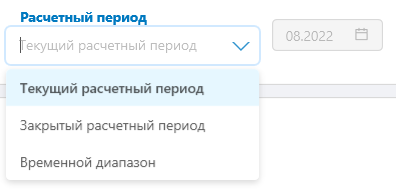 Расчетный период
Текущий расчетный период
08.2022
Текущий расчетный период
Закрытый расчетный период
Временной диапазон